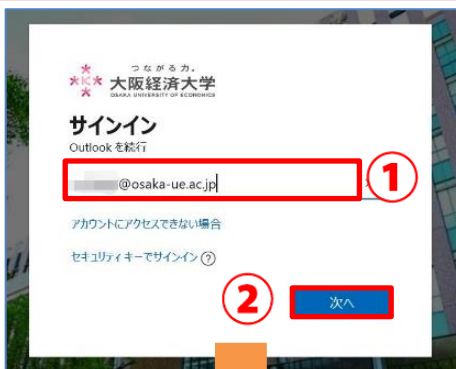 つながる力。
大阪経済大学
OSAKA UNIVERSITY OF ECONOMICS
サインイン
Outlook を続行
@osaka-ue.ac.jp
①
アカウントにアクセスできない場合
セキュリティ キーでサインイン ?
②
次へ